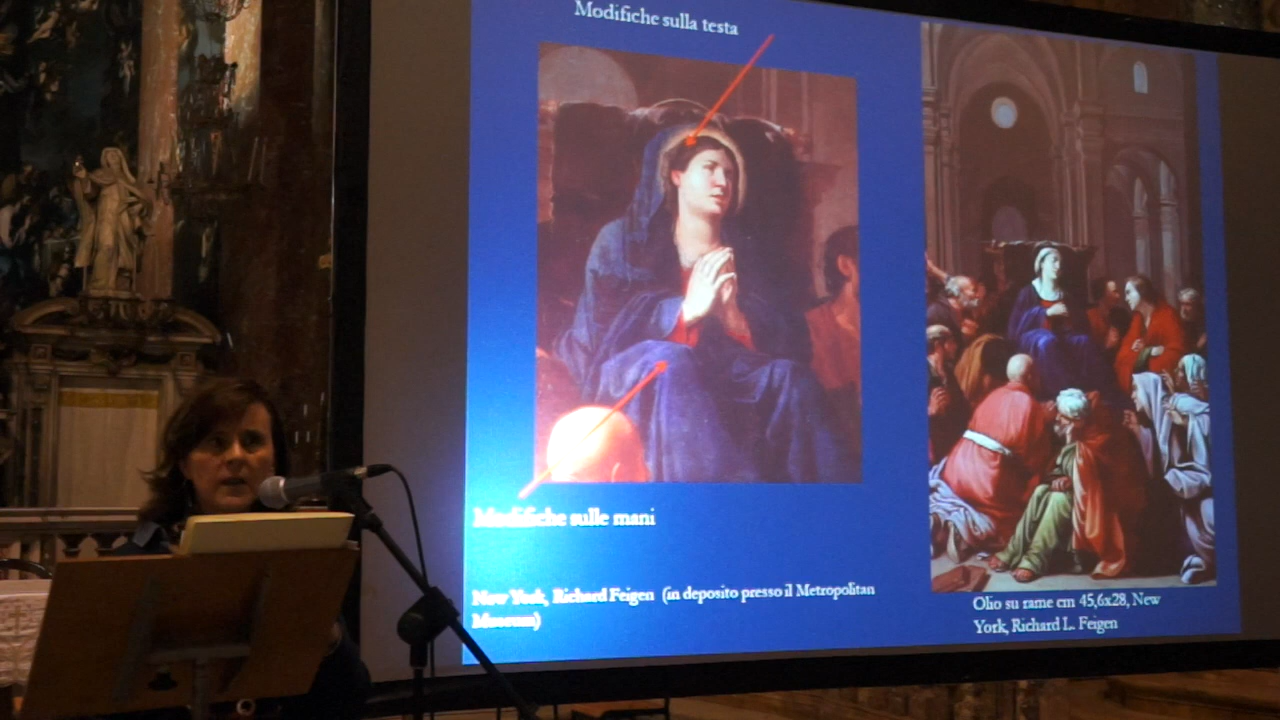 Modifiche sulla testa
Modifiche sulle mani
New York, Richard Feigen (in deposito presso il Metropolitan
Museum)
Olio su rame cm 45,6x28, New
York, Richard L. Feigen